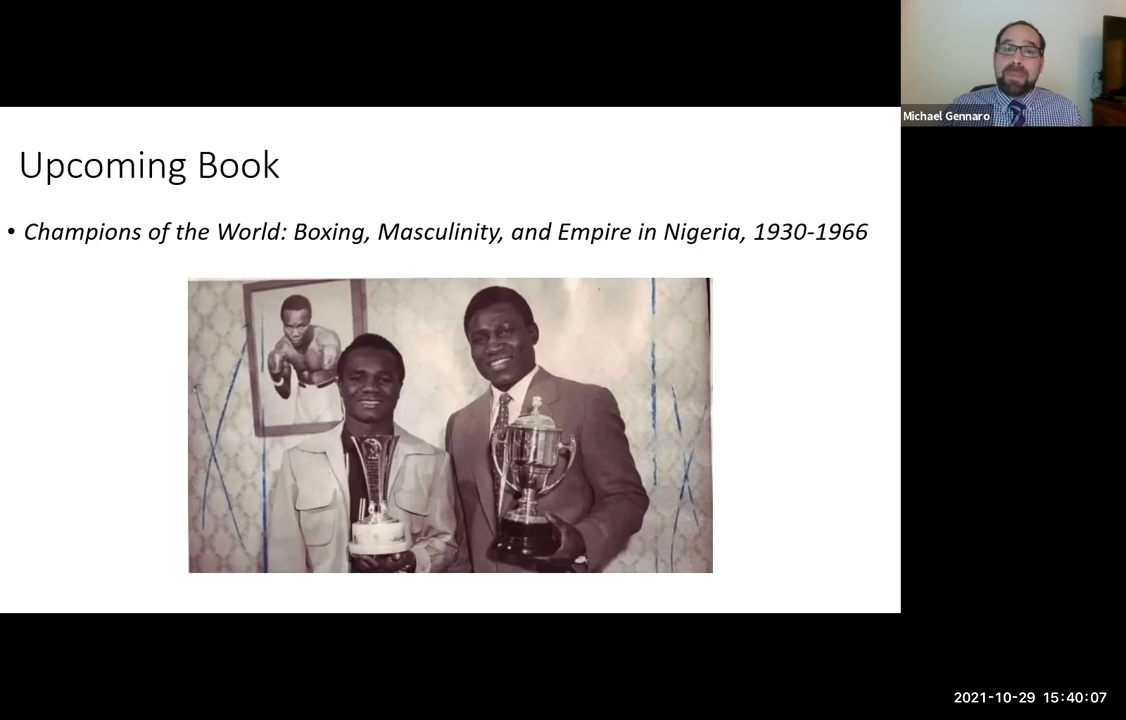 Michael Gennaro
Upcoming Book
• Champions of the World: Boxing, Masculinity, and Empire in Nigeria, 1930-1966
2021-10-29 15:40:07